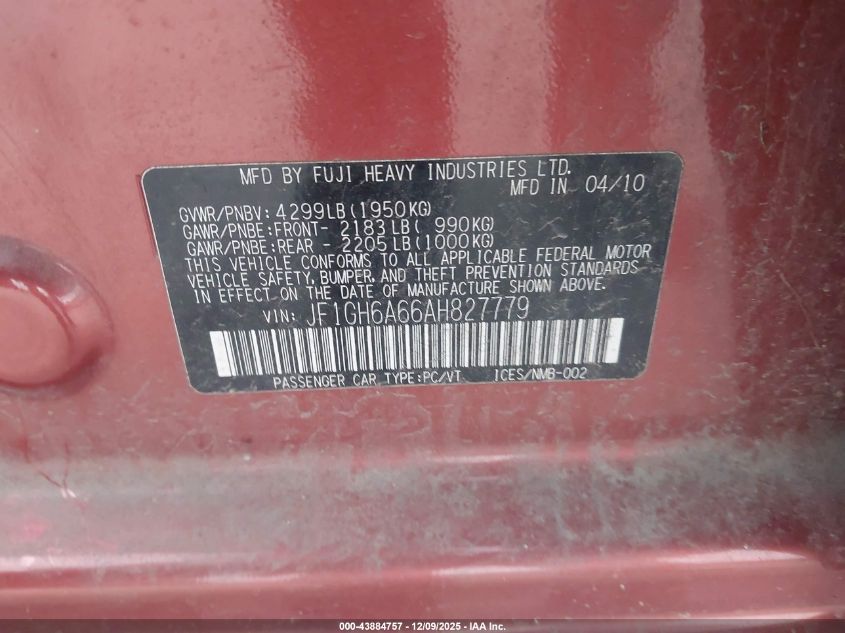 MFD BY FUJI HEAVY INDUSTRIES LTD.
MFD IN 04/10
GVWR/PNBV: 4299LB(1950KG)
GAWR/PNBE:FRONT- 2183LB( 990KG)
GAWR/PNBE:REAR - 2205LB(1000KG)
THIS VEHICLE CONFORMS TO ALL APPLICABLE FEDERAL MOTOR
VEHICLE SAFETY, BUMPER, AND THEFT PREVENTION STANDARDS
IN EFFECT ON THE DATE OF MANUFACTURE SHOWN ABOVE.
VIN: JF1GH6A66AH827779
PASSENGER CAR TYPE:PC/VT ICES/NMB-002
000-43884757 - 12/09/2025 - IAA Inc.